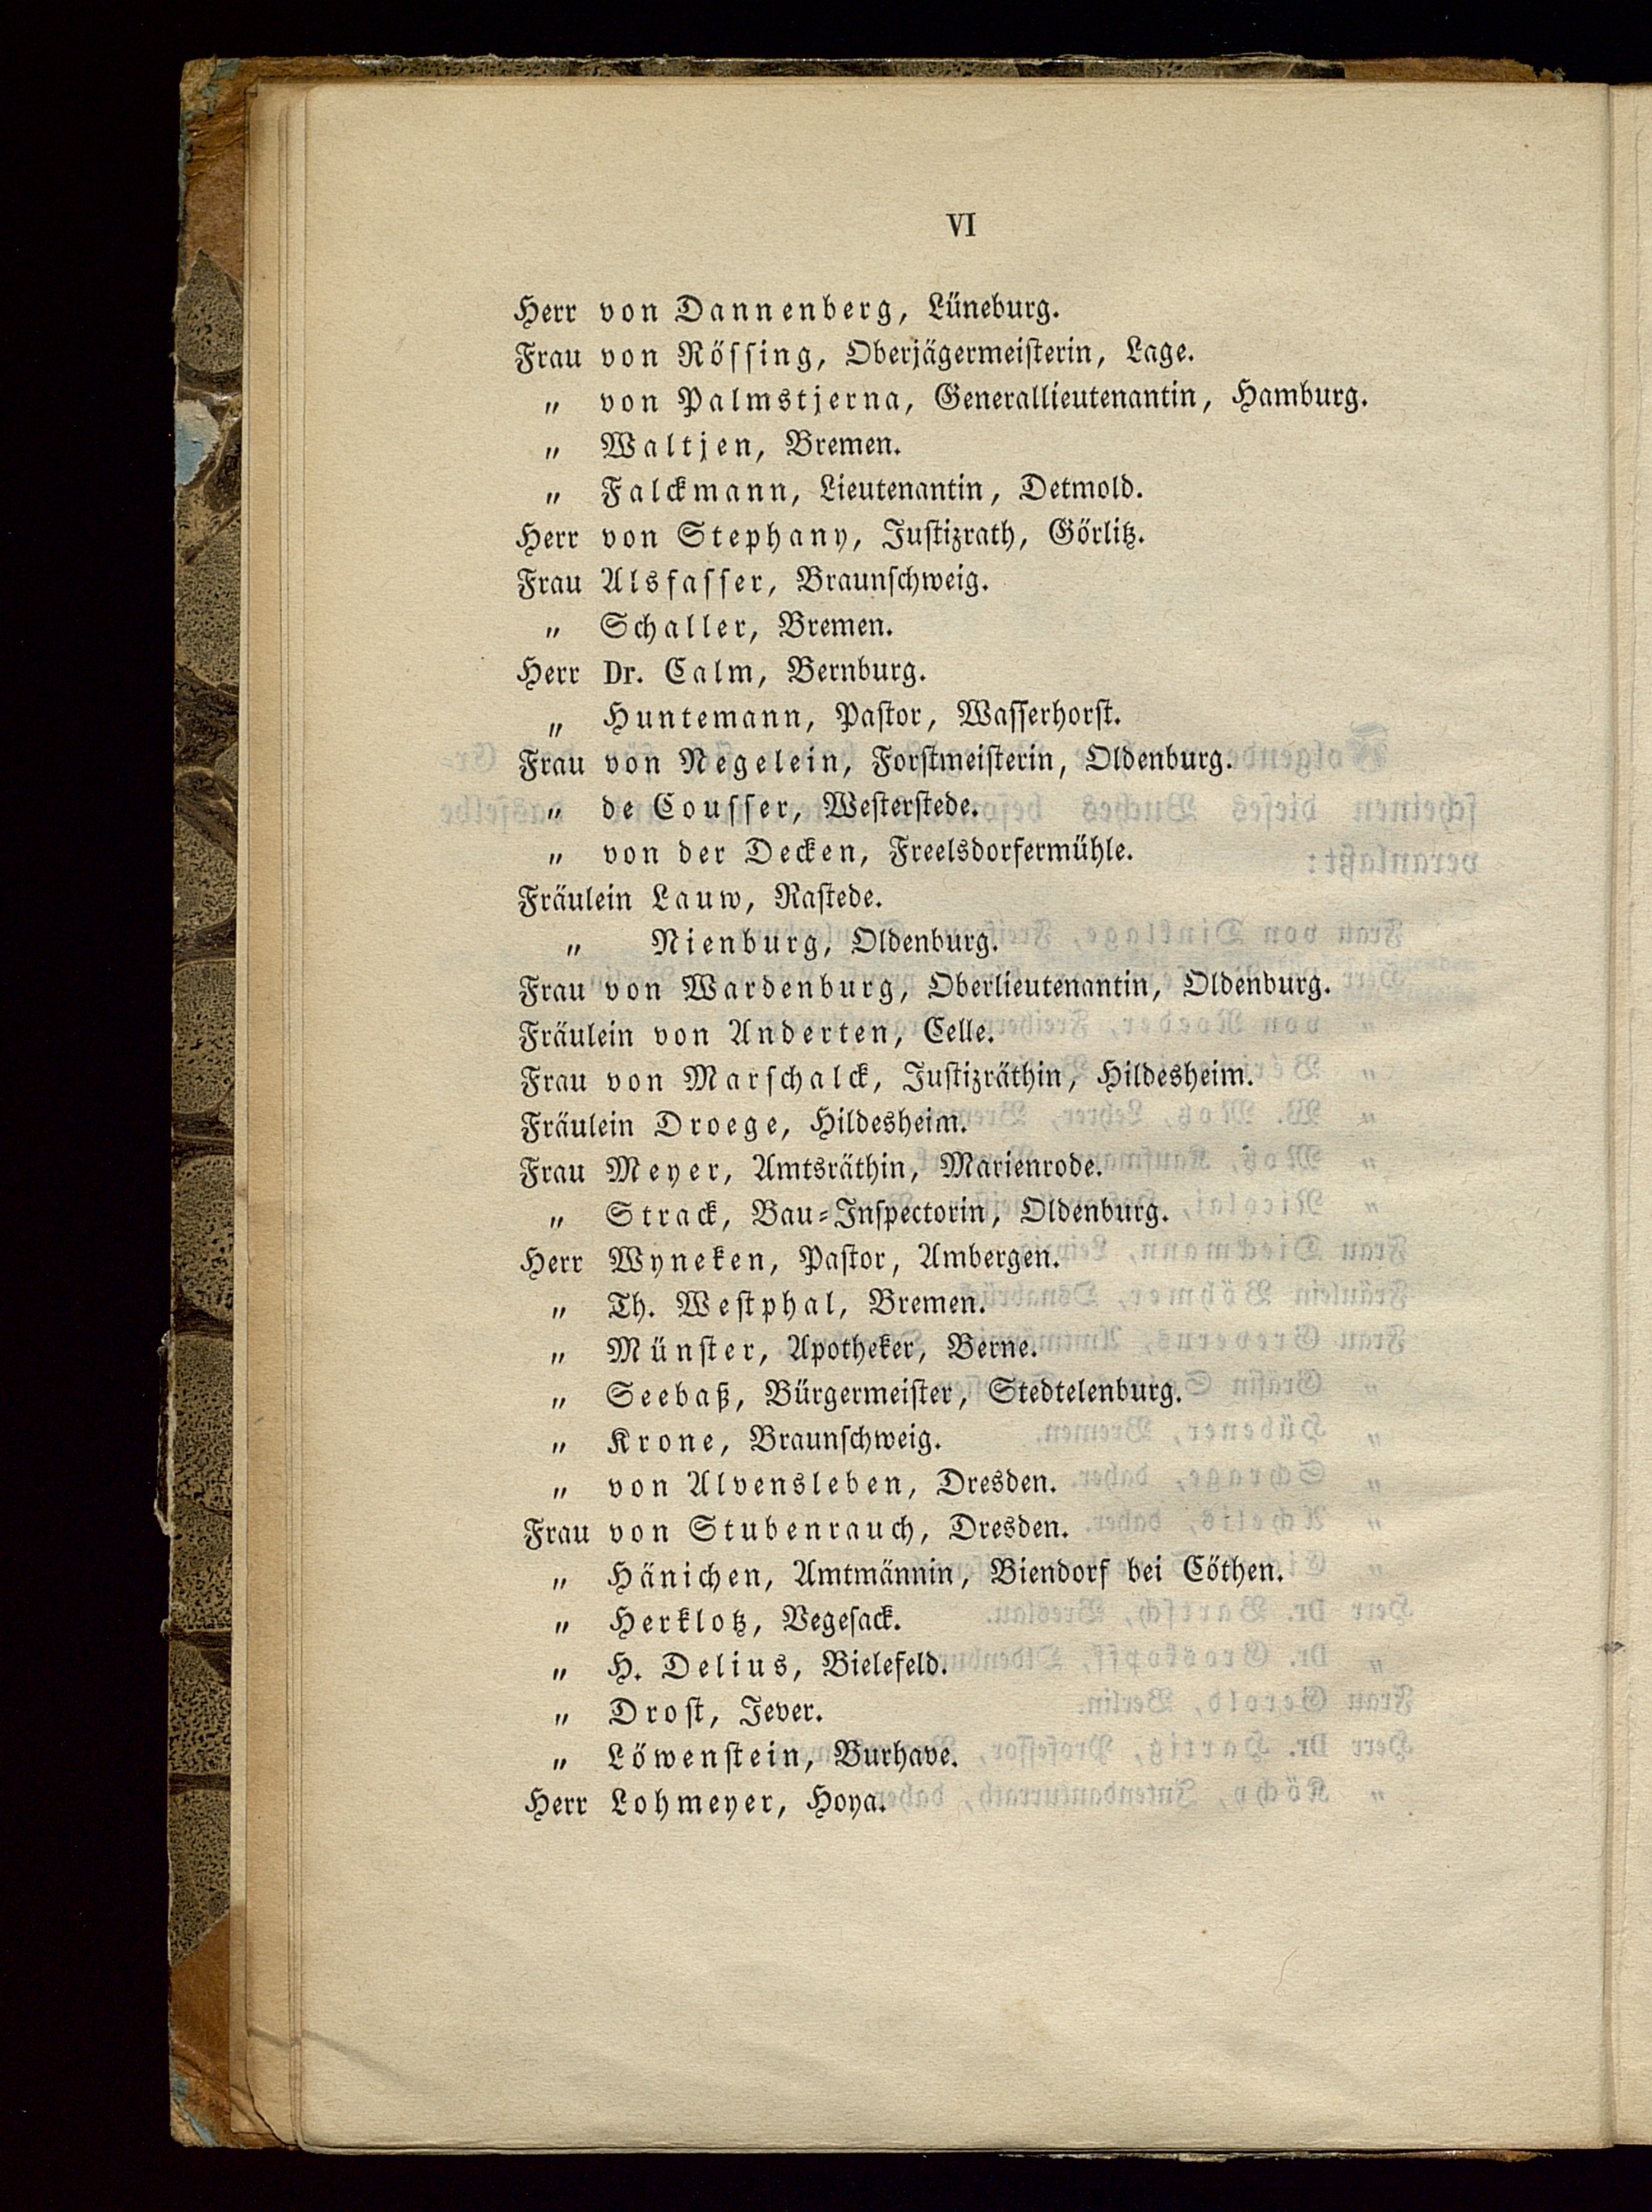 VI
Herr von Dannenberg, Lüneburg.
Frau von Rössing, Oberjägermeisterin, Lage.
„ von Palmstjerna, Generallieutenantin, Hamburg.
„ Waltjen, Bremen.
„ Falckmann, Lieutenantin, Detmold.
Herr von Stephany, Justizrath, Görlitz.
Frau Alsfasser, Braunschweig.
„ Schaller, Bremen.
Herr Dr. Calm, Bernburg.
„ Huntemann, Pastor, Wasserhorst.
Frau von Negelein, Forstmeisterin, Oldenburg.
„ de Cousser, Westerstede.
„ von der Decken, Freelsdorfermühle.
Fräulein Lauw, Rastede.
„ Nienburg, Oldenburg.
Frau von Wardenburg, Oberlieutenantin, Oldenburg.
Fräulein von Anderten, Celle.
Frau von Marschalck, Justizräthin, Hildesheim.
Fräulein Droege, Hildesheim.
Frau Meyer, Amtsräthin, Marienrode.
„ Strack, Bau-Inspectorin, Oldenburg.
Herr Wyneken, Pastor, Ambergen.
„ Th. Westphal, Bremen.
„ Münster, Apotheker, Berne.
„ Seebaß, Bürgermeister, Stedtelenburg.
„ Krone, Braunschweig.
„ von Alvensleben, Dresden.
Frau von Stubenrauch, Dresden.
„ Hänichen, Amtmännin, Biendorf bei Cöthen.
„ Herklotz, Vegesack.
„ H. Delius, Bielefeld.
„ Drost, Jever.
„ Löwenstein, Burhave.
Herr Lohmeyer, Hoya.